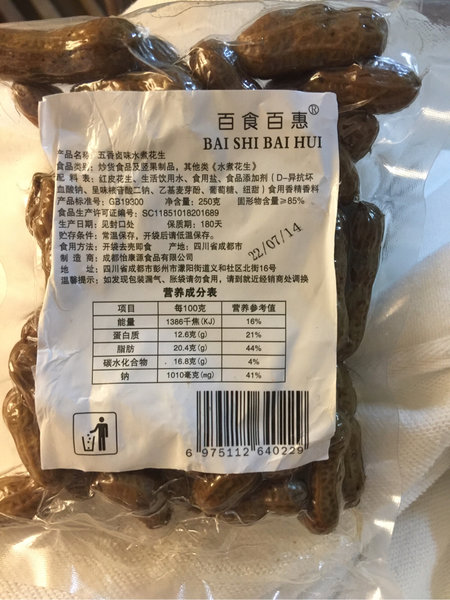 百食百惠®
BAI SHI BAI HUI
产品名称: 五香卤味水煮花生
食品类别: 炒货食品及坚果制品，其他类《水煮花生》
配 料 表: 红皮花生、生活饮用水、食用盐、食品添加剂 (D-异抗坏
血酸钠、呈味核苷酸二钠、乙基麦芽酚、葡萄糖、纽甜) 食用香精香料
产品标准号: GB19300 净含量: 250克 固形物含量≥85%
食品生产许可证编号: SC11851018201689
生产日期: 见封口处 保质期: 180天
贮存条件: 常温保存，开袋后请低温保存。
22/07/14
食用方法: 开袋去壳即食 产地: 四川省成都市
制 造 商: 成都怡康源食品有限公司
地 址: 四川省成都市彭州市濛阳街道义和社区北街16号
温馨提示: 如发现包装漏气、胀袋请勿食用，请到就近经销商处调换
营养成分表
项目 每100克 营养参考值
能量 1386千焦(KJ) 16%
蛋白质 12.6克(g) 21%
脂肪 20.4克(g) 44%
碳水化合物 16.8克(g) 4%
钠 1010毫克(mg) 41%
6 975112 640229